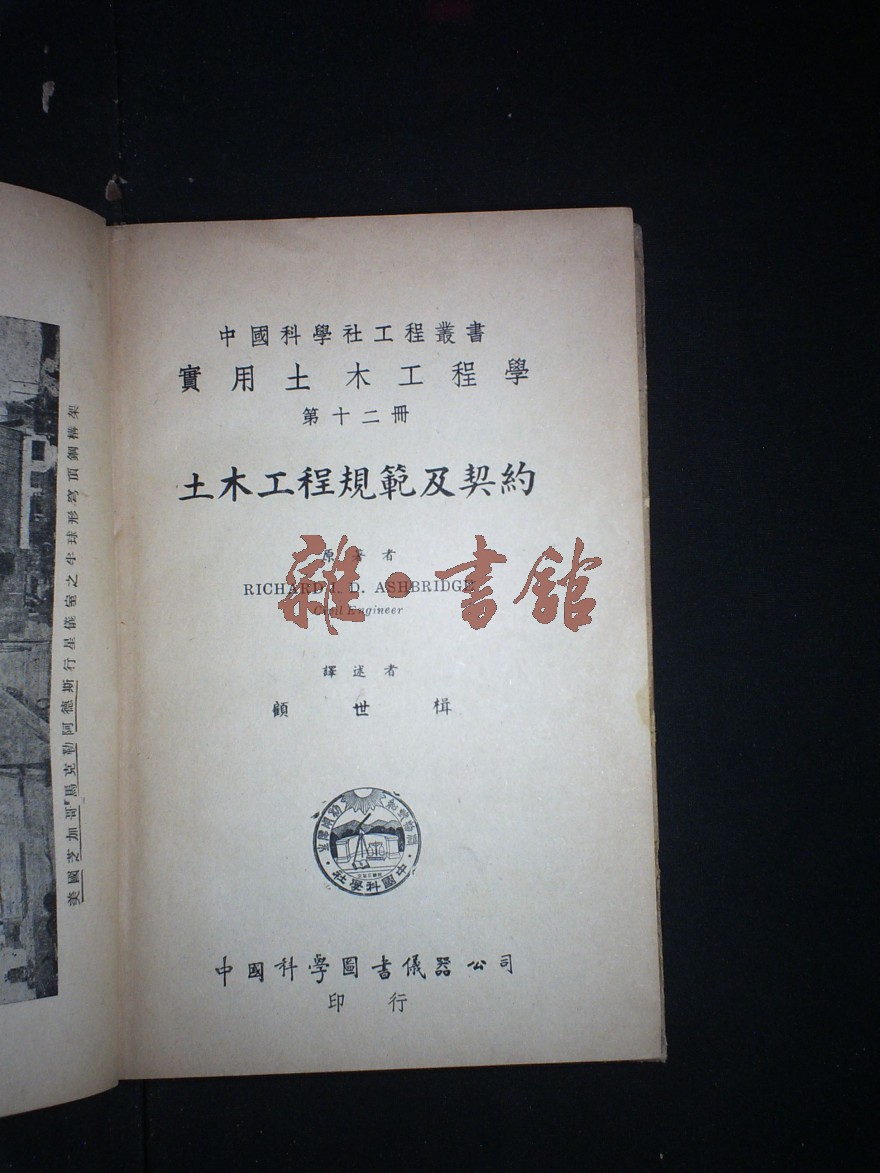 中國科學社工程叢書
實用土木工程學
第十二冊
土木工程規範及契約
原著者
RICHARD I. D. ASHBRIDGE
Civil Engineer
譯述者
顧世楫
中國科學社
中國科學圖書儀器公司
印行
雜·書館
美國芝加哥馬克勒阿德斯行星儀室之半球形穹頂鋼構架